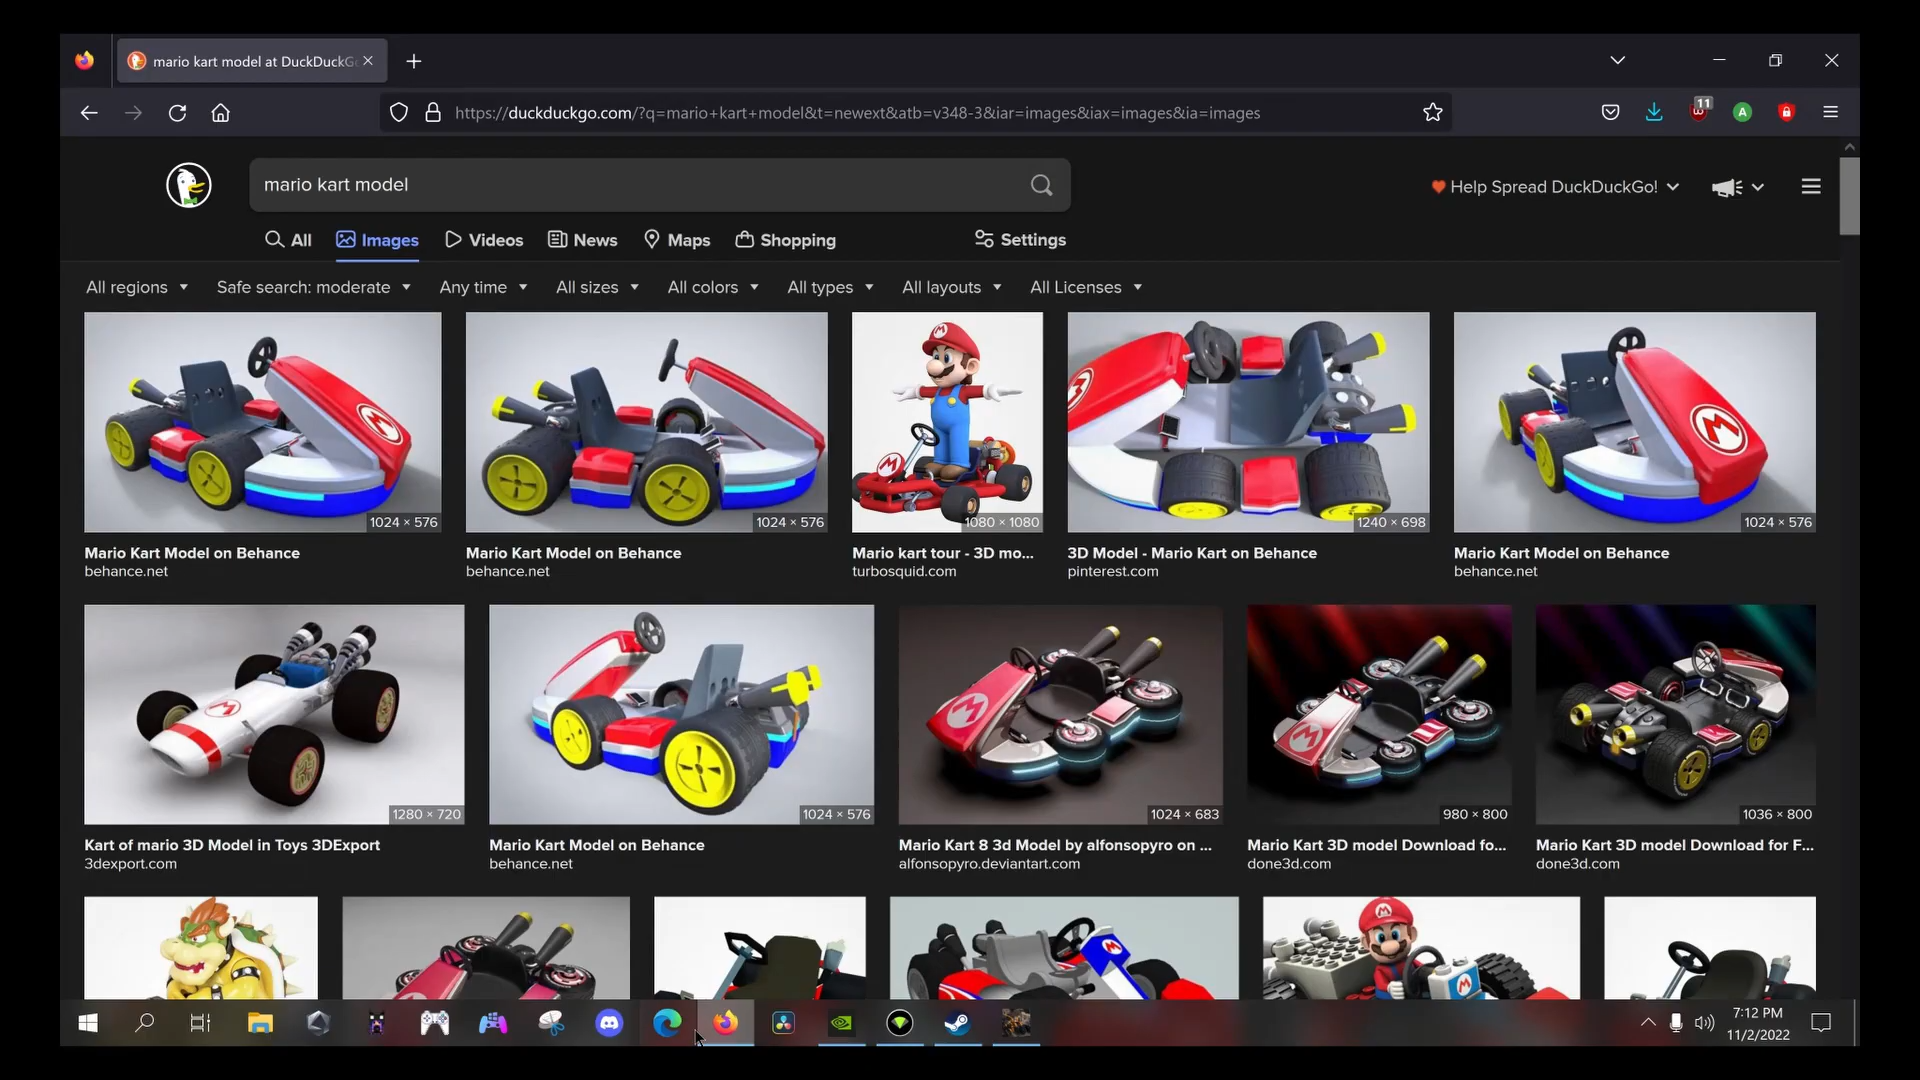 mario kart model at DuckDuckG
https://duckduckgo.com/?q=mario+kart+model&t=newext&atb=v348-3&iar=images&iax=images&ia=images
11
A
mario kart model
Help Spread DuckDuckGo!
All
Images
Videos
News
Maps
Shopping
Settings
All regions
Safe search: moderate
Any time
All sizes
All colors
All types
All layouts
All Licenses
1024 × 576
1024 × 576
1080 × 1080
1240 × 698
1024 × 576
Mario Kart Model on Behance
behance.net
Mario Kart Model on Behance
behance.net
Mario kart tour - 3D mo...
turbosquid.com
3D Model - Mario Kart on Behance
pinterest.com
Mario Kart Model on Behance
behance.net
1280 × 720
1024 × 576
1024 × 683
980 × 800
1036 × 800
Kart of mario 3D Model in Toys 3DExport
3dexport.com
Mario Kart Model on Behance
behance.net
Mario Kart 8 3d Model by alfonsopyro on ...
alfonsopyro.deviantart.com
Mario Kart 3D model Download fo...
done3d.com
Mario Kart 3D model Download for F...
done3d.com
7:12 PM
11/2/2022